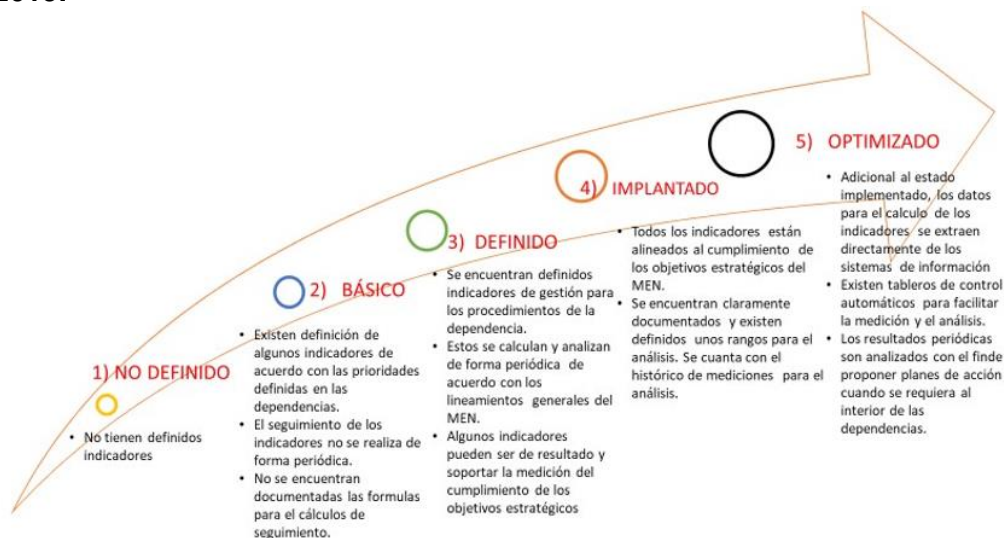 1) NO DEFINIDO
• No tienen definidos
indicadores
2) BÁSICO
• Existen definición de
algunos indicadores de
acuerdo con las prioridades
definidas en las
dependencias.
• El seguimiento de los
indicadores no se realiza de
forma periódica.
• No se encuentran
documentadas las formulas
para el cálculos de
seguimiento.
3) DEFINIDO
• Se encuentran definidos
indicadores de gestión para
los procedimientos de la
dependencia.
• Estos se calculan y analizan
de forma periódica de
acuerdo con los
lineamientos generales del
MEN.
• Algunos indicadores
pueden ser de resultado y
soportar la medición del
cumplimiento de los
objetivos estratégicos
4) IMPLANTADO
• Todos los indicadores están
alineados al cumplimiento de
los objetivos estratégicos del
MEN.
• Se encuentran claramente
documentados y existen
definidos unos rangos para el
análisis. Se cuanta con el
histórico de mediciones para el
análisis.
5) OPTIMIZADO
• Adicional al estado
implementado, los datos
para el calculo de los
indicadores se extraen
directamente de los
sistemas de información
• Existen tableros de control
automáticos para facilitar
la medición y el análisis.
• Los resultados periódicas
son analizados con el finde
proponer planes de acción
cuando se requiera al
interior de las
dependencias.